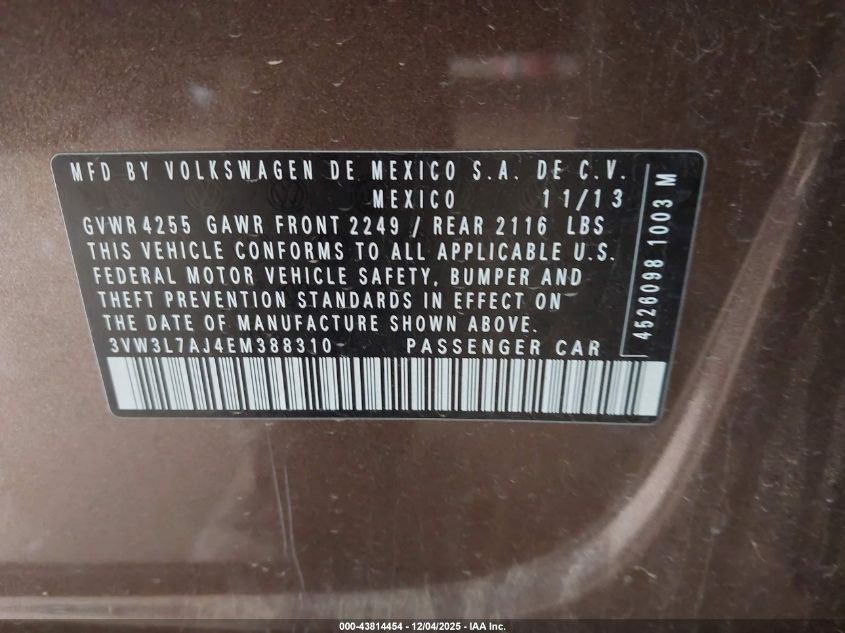 MFD BY VOLKSWAGEN DE MEXICO S.A. DE C.V.
MEXICO 11/13
GVWR 4255 GAWR FRONT 2249 / REAR 2116 LBS
THIS VEHICLE CONFORMS TO ALL APPLICABLE U.S.
FEDERAL MOTOR VEHICLE SAFETY, BUMPER AND
THEFT PREVENTION STANDARDS IN EFFECT ON
THE DATE OF MANUFACTURE SHOWN ABOVE.
3VW3L7AJ4EM388310 PASSENGER CAR
4526098 1003 M
000-43814454 - 12/04/2025 - IAA Inc.